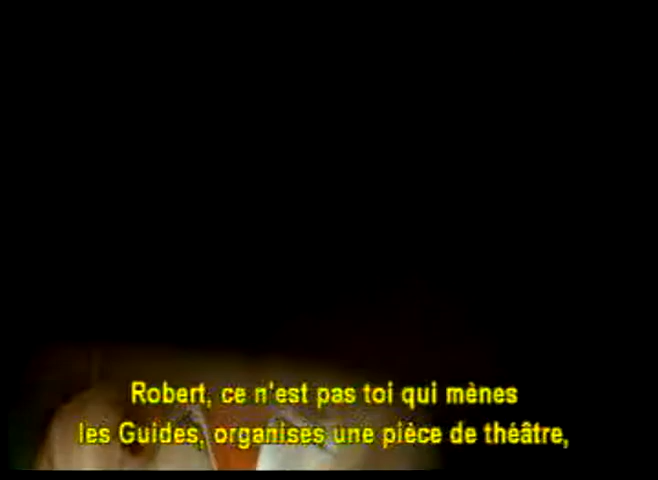 Robert, ce n'est pas toi qui mènes
les Guides, organises une pièce de théâtre,